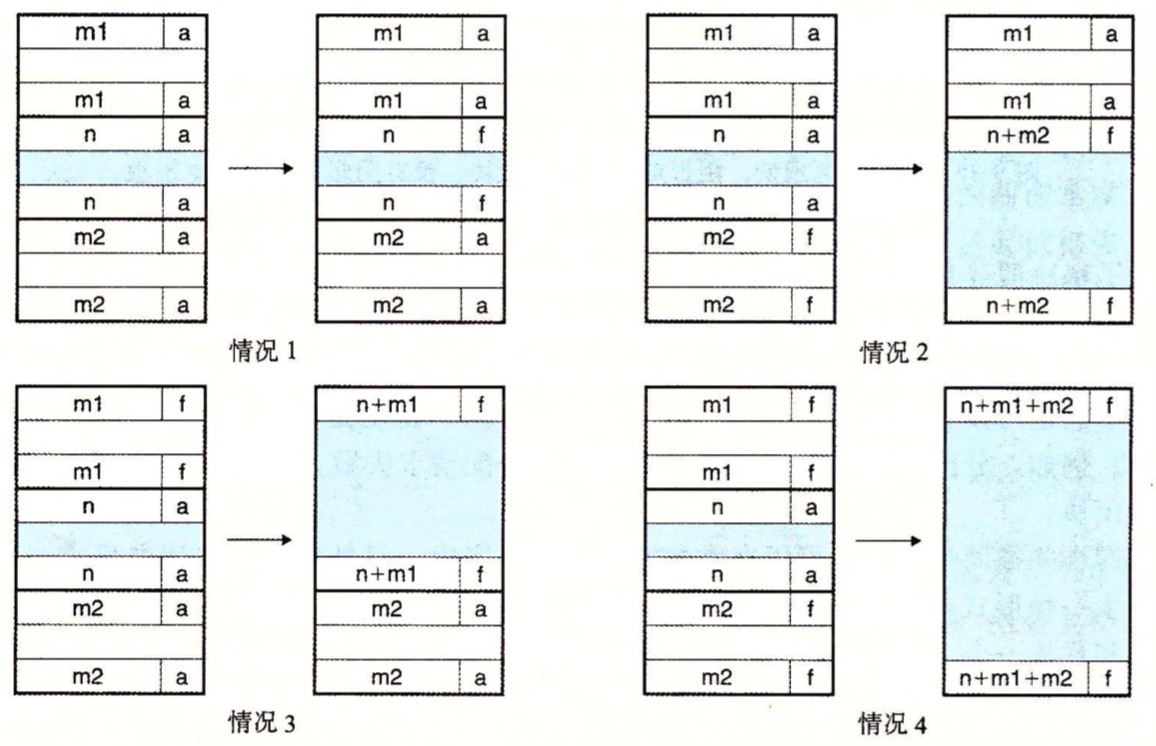 m1 a
m1 a
n a
n a
m2 a
m2 a
m1 a
m1 a
n f
n f
m2 a
m2 a
情况 1
m1 a
m1 a
n a
n a
m2 f
m2 f
m1 a
m1 a
n+m2 f
n+m2 f
情况 2
m1 f
m1 f
n a
n a
m2 a
m2 a
n+m1 f
n+m1 f
m2 a
m2 a
情况 3
m1 f
m1 f
n a
n a
m2 f
m2 f
n+m1+m2 f
n+m1+m2 f
情况 4